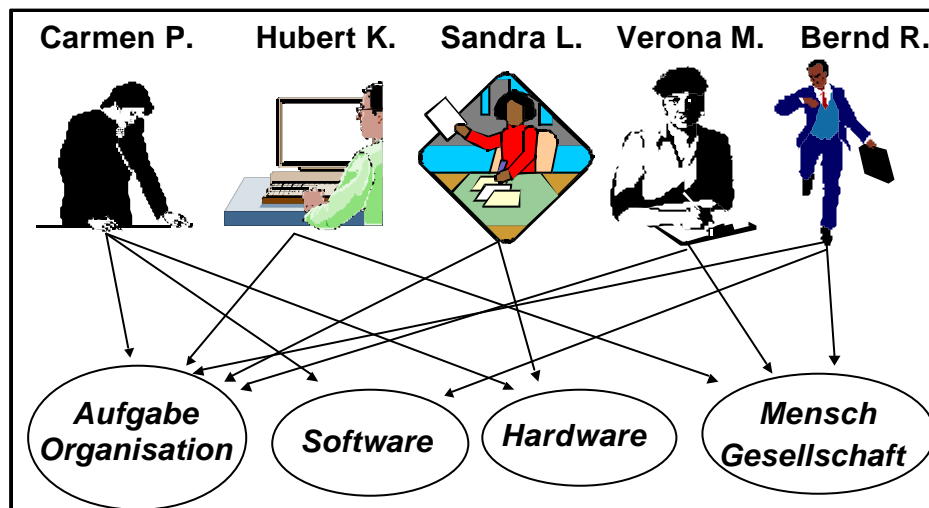 Carmen P. Hubert K. Sandra L. Verona M. Bernd R.
Aufgabe
Organisation
Software
Hardware
Mensch
Gesellschaft